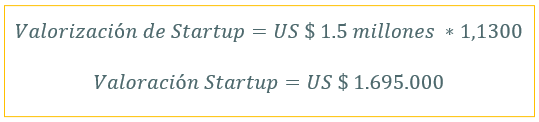 Valorización de Startup = US $ 1.5 millones * 1,1300
Valoración Startup = US $ 1.695.000